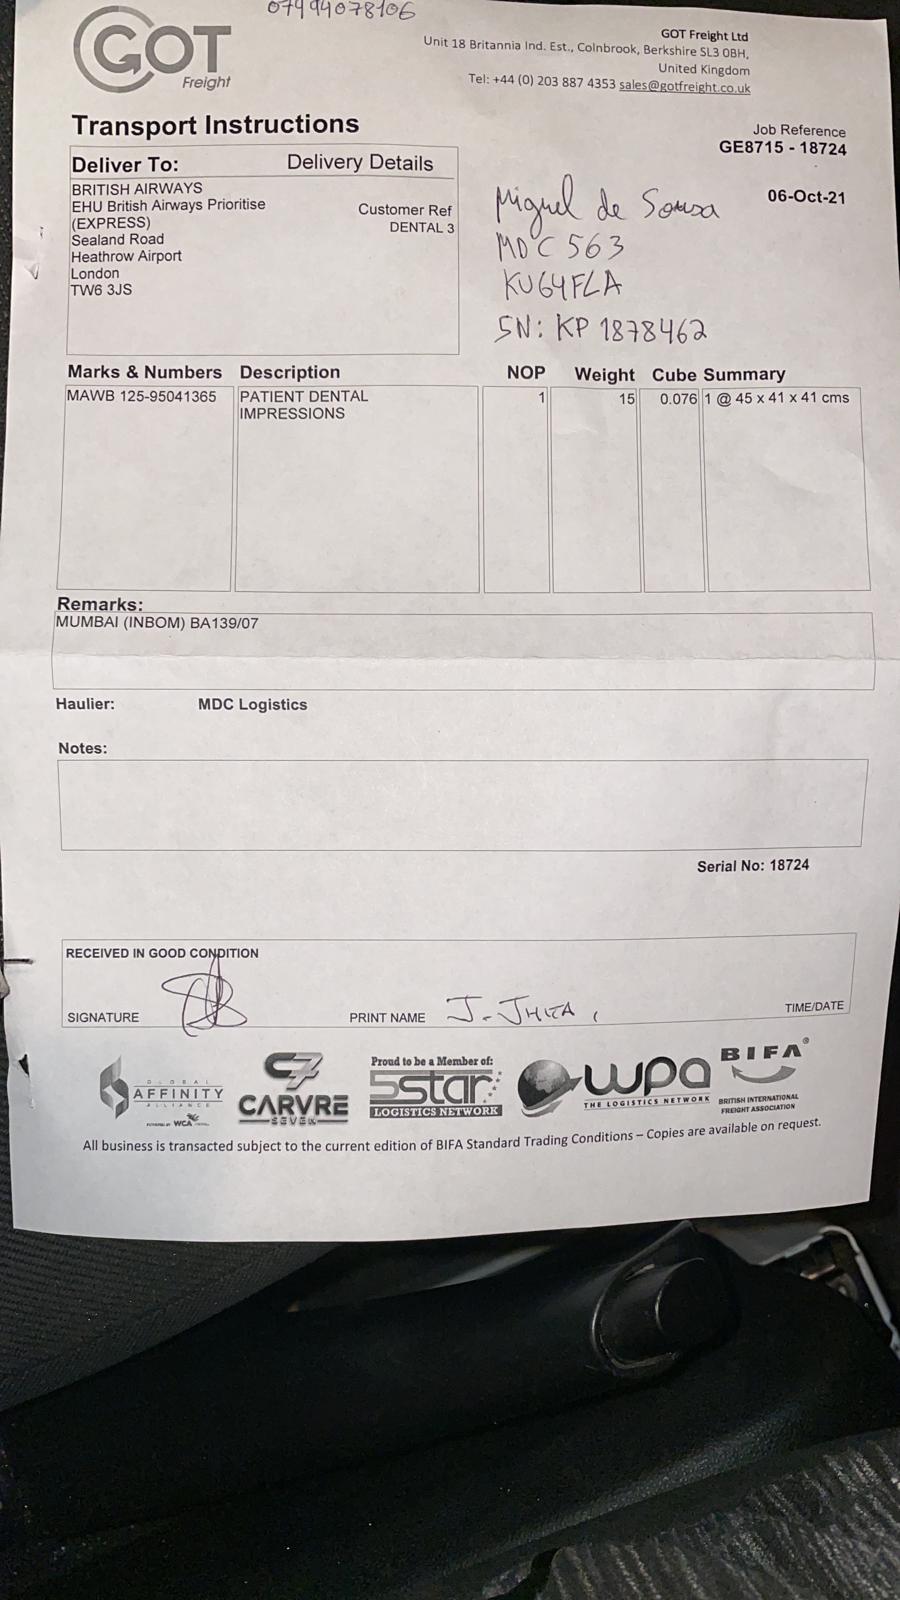 07494078106
GOT
Freight
GOT Freight Ltd
Unit 18 Britannia Ind. Est., Colnbrook, Berkshire SL3 0BH,
United Kingdom
Tel: +44 (0) 203 887 4353 sales@gotfreight.co.uk
Transport Instructions
Job Reference
GE8715 - 18724
06-Oct-21
Deliver To: Delivery Details
BRITISH AIRWAYS
EHU British Airways Prioritise
(EXPRESS)
Sealand Road
Heathrow Airport
London
TW6 3JS
Customer Ref
DENTAL 3
Miguel de Sousa
MDC 563
KU64FLA
SN: KP 1878462
Marks & Numbers Description NOP Weight Cube Summary
MAWB 125-95041365 PATIENT DENTAL 1 15 0.076 1 @ 45 x 41 x 41 cms
IMPRESSIONS
Remarks:
MUMBAI (INBOM) BA139/07
Haulier: MDC Logistics
Notes:
Serial No: 18724
RECEIVED IN GOOD CONDITION
SIGNATURE PRINT NAME J. TIME/DATE
GLOBAL
AFFINITY
ALLIANCE
POWERED BY WCA
CARVRE
SEVEN
Proud to be a Member of:
5star
LOGISTICS NETWORK
wpa
THE LOGISTICS NETWORK
BIFA®
BRITISH INTERNATIONAL
FREIGHT ASSOCIATION
All business is transacted subject to the current edition of BIFA Standard Trading Conditions – Copies are available on request.